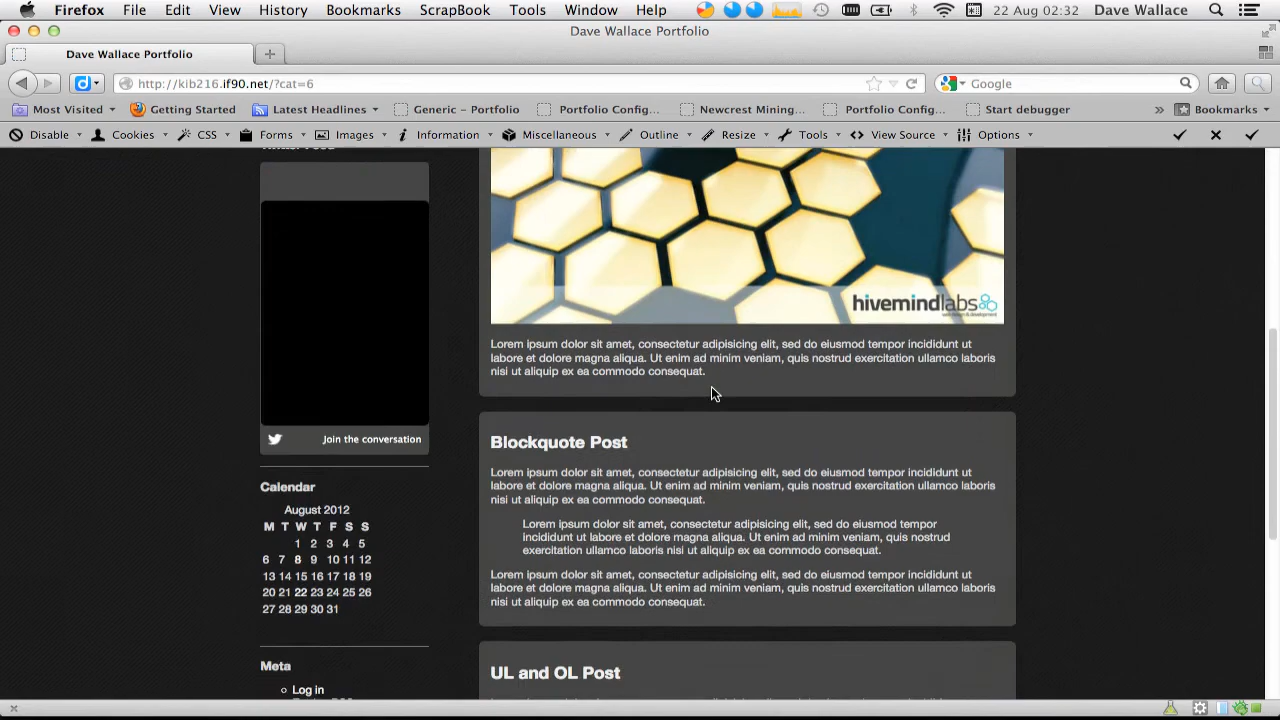 Firefox File Edit View History Bookmarks ScrapBook Tools Window Help 22 Aug 02:32 Dave Wallace
Dave Wallace Portfolio
Dave Wallace Portfolio
http://kib216.if90.net/?cat=6
Google
Most Visited Getting Started Latest Headlines Generic – Portfolio Portfolio Config... Newcrest Mining... Portfolio Config... Start debugger » Bookmarks
Disable Cookies CSS Forms Images Information Miscellaneous Outline Resize Tools View Source Options
hivemindlabs
Lorem ipsum dolor sit amet, consectetur adipisicing elit, sed do eiusmod tempor incididunt ut
labore et dolore magna aliqua. Ut enim ad minim veniam, quis nostrud exercitation ullamco laboris
nisi ut aliquip ex ea commodo consequat.
Join the conversation
Calendar
August 2012
M T W T F S S
1 2 3 4 5
6 7 8 9 10 11 12
13 14 15 16 17 18 19
20 21 22 23 24 25 26
27 28 29 30 31
Meta
Log in
Blockquote Post
Lorem ipsum dolor sit amet, consectetur adipisicing elit, sed do eiusmod tempor incididunt ut
labore et dolore magna aliqua. Ut enim ad minim veniam, quis nostrud exercitation ullamco laboris
nisi ut aliquip ex ea commodo consequat.
Lorem ipsum dolor sit amet, consectetur adipisicing elit, sed do eiusmod tempor
incididunt ut labore et dolore magna aliqua. Ut enim ad minim veniam, quis nostrud
exercitation ullamco laboris nisi ut aliquip ex ea commodo consequat.
Lorem ipsum dolor sit amet, consectetur adipisicing elit, sed do eiusmod tempor incididunt ut
labore et dolore magna aliqua. Ut enim ad minim veniam, quis nostrud exercitation ullamco laboris
nisi ut aliquip ex ea commodo consequat.
UL and OL Post